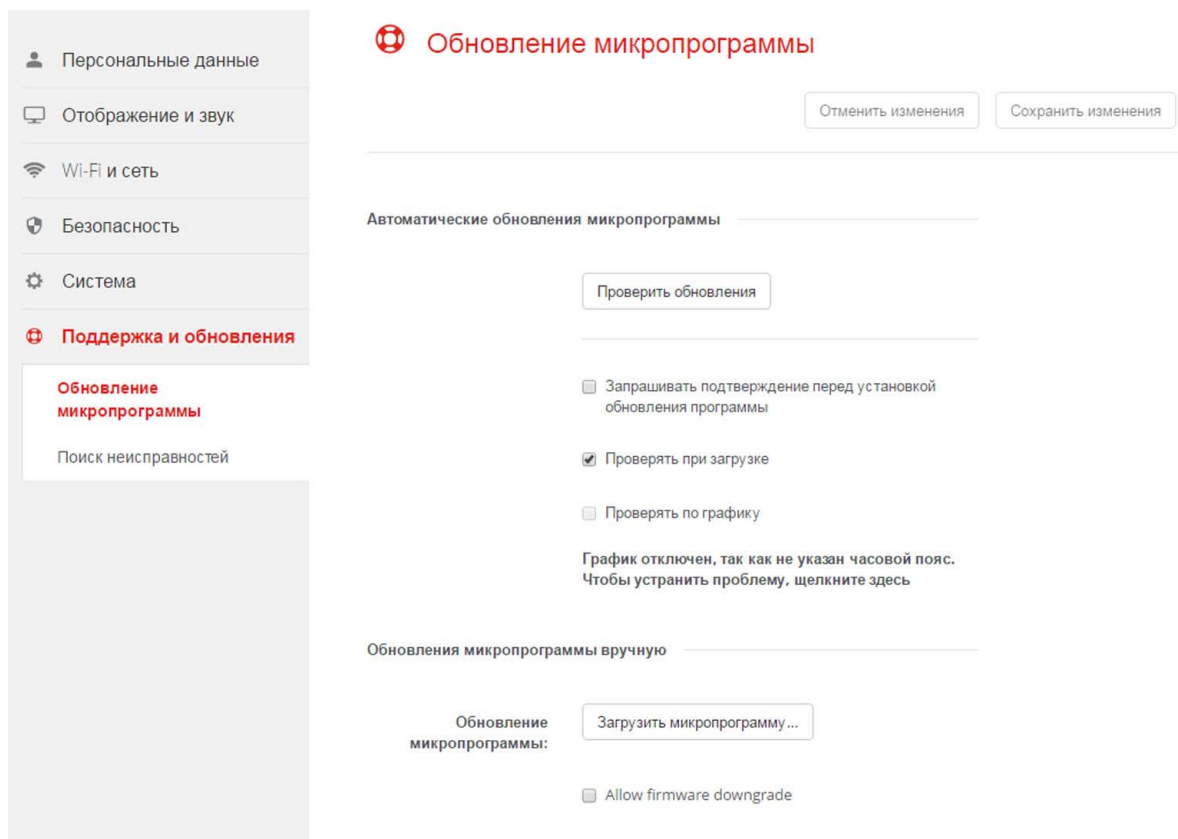 Персональные данные
Отображение и звук
Wi-Fi и сеть
Безопасность
Система
Поддержка и обновления
Обновление
микропрограммы
Поиск неисправностей
Обновление микропрограммы
Отменить изменения
Сохранить изменения
Автоматические обновления микропрограммы
Проверить обновления
Запрашивать подтверждение перед установкой
обновления программы
Проверять при загрузке
Проверять по графику
График отключен, так как не указан часовой пояс.
Чтобы устранить проблему, щелкните здесь
Обновления микропрограммы вручную
Обновление
микропрограммы:
Загрузить микропрограмму...
Allow firmware downgrade